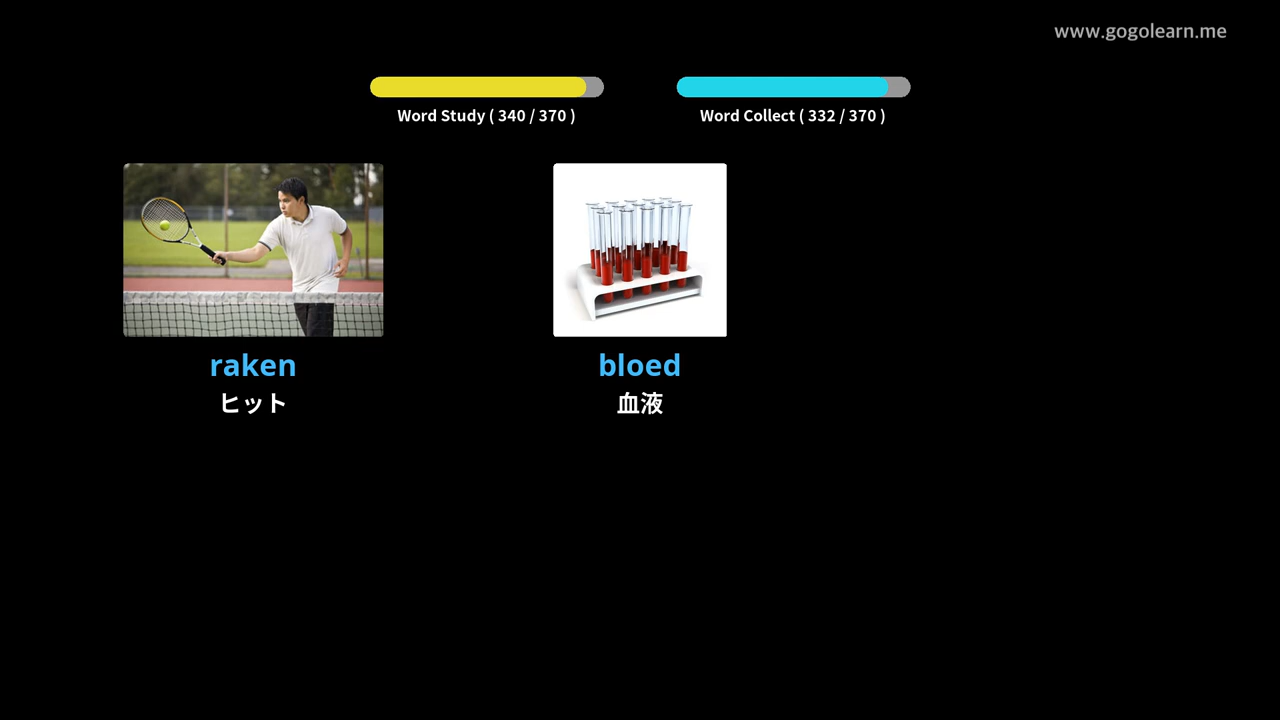 www.gogolearn.me
Word Study ( 340 / 370 )
Word Collect ( 332 / 370 )
raken
ヒット
bloed
血液